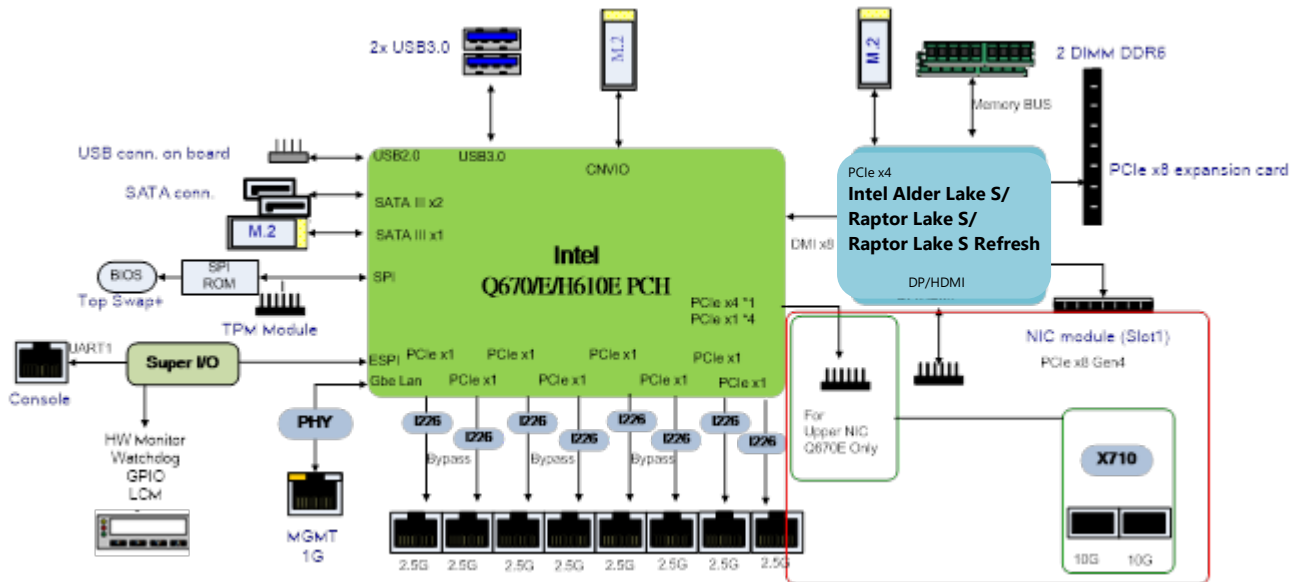 2x USB3.0
M.2
M.2
2 DIMM DDR6
Memory BUS
USB conn. on board
USB2.0
USB3.0
CNVIO
PCIe x4
Intel Alder Lake S/
Raptor Lake S/
Raptor Lake S Refresh
DP/HDMI
PCIe x8 expansion card
SATA conn.
SATA III x2
M.2
SATA III x1
DMI x8
Intel
Q670/E/H610E PCH
BIOS
SPI
ROM
SPI
Top Swap+
TPM Module
PCIe x4 *1
PCIe x1 *4
NIC module (Slot1)
PCIe x8 Gen4
UART1
Super I/O
Console
ESPI
PCIe x1
PCIe x1
PCIe x1
PCIe x1
Gbe Lan
PCIe x1
PCIe x1
PCIe x1
PCIe x1
PHY
I226
I226
I226
I226
I226
I226
I226
I226
Bypass
Bypass
Bypass
For
Upper NIC
Q670E Only
X710
HW Monitor
Watchdog
GPIO
LCM
MGMT
1G
2.5G
2.5G
2.5G
2.5G
2.5G
2.5G
2.5G
2.5G
10G
10G